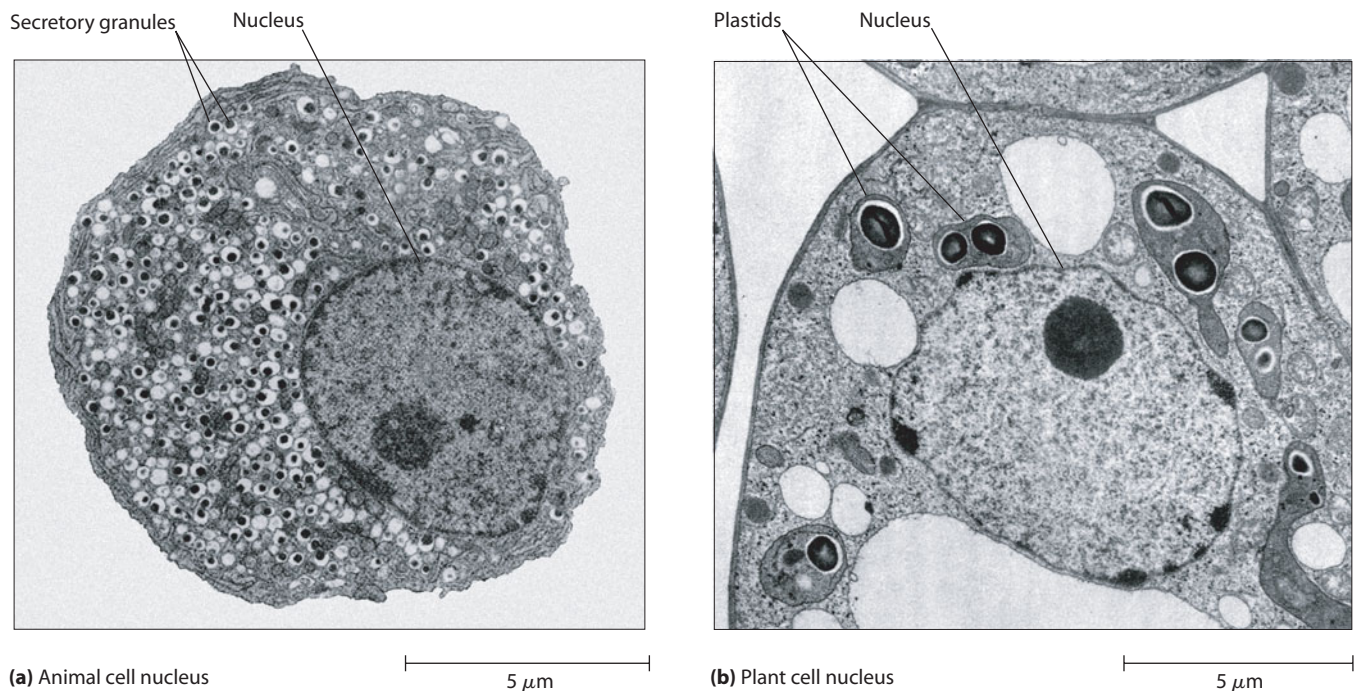 Secretory granules
Nucleus
Plastids
Nucleus
(a) Animal cell nucleus
5 μm
(b) Plant cell nucleus
5 μm